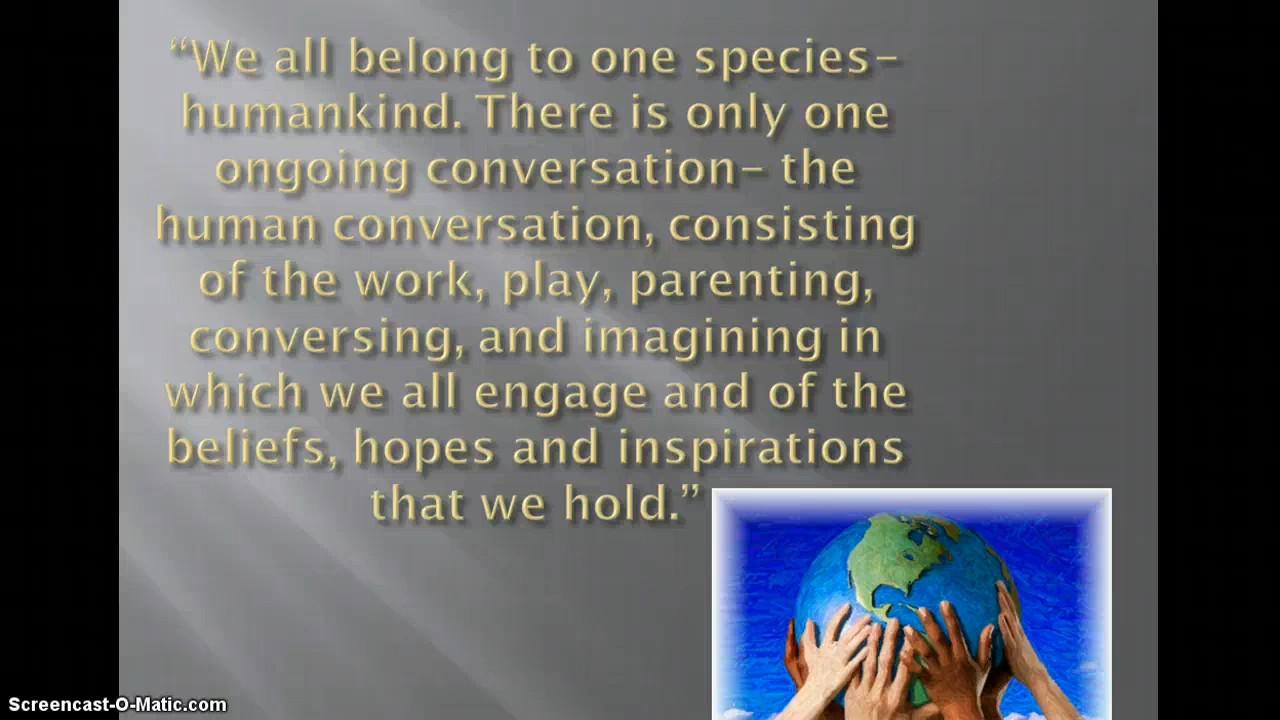 “We all belong to one species-
humankind. There is only one
ongoing conversation- the
human conversation, consisting
of the work, play, parenting,
conversing, and imagining in
which we all engage and of the
beliefs, hopes and inspirations
that we hold.”
Screencast-O-Matic.com